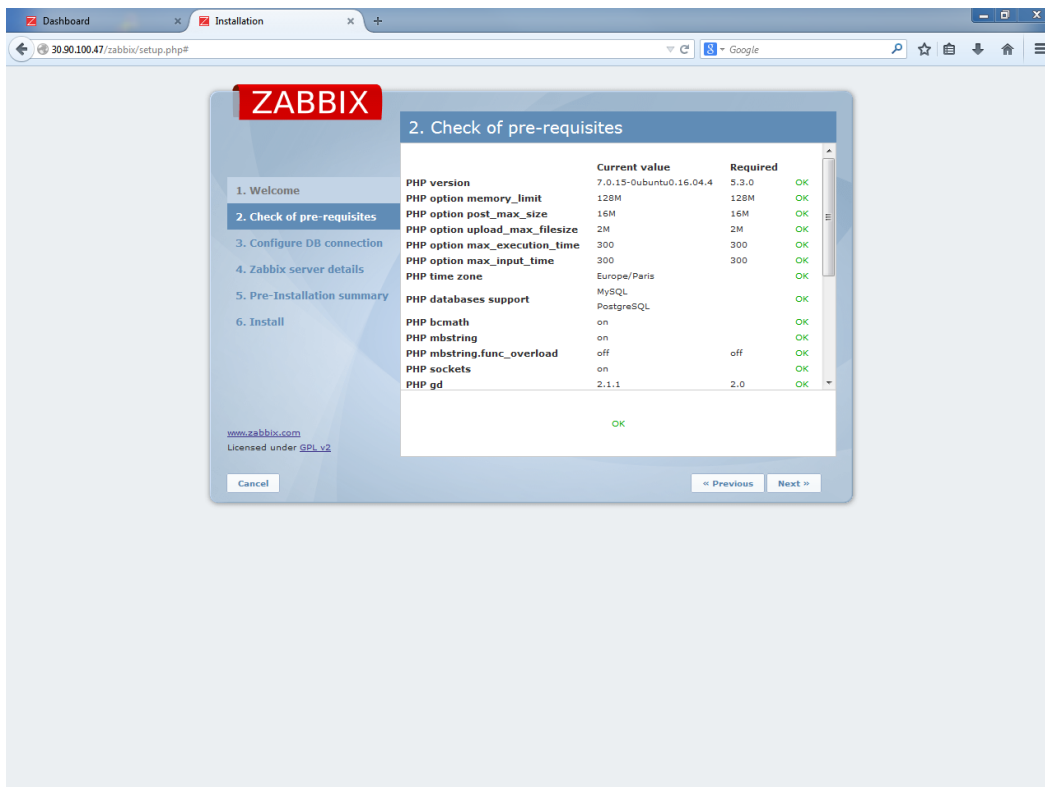 Dashboard
Installation
30.90.100.47/zabbix/setup.php#
Google
ZABBIX
2. Check of pre-requisites
1. Welcome
2. Check of pre-requisites
3. Configure DB connection
4. Zabbix server details
5. Pre-Installation summary
6. Install
Current value Required
PHP version 7.0.15-0ubuntu0.16.04.4 5.3.0 OK
PHP option memory_limit 128M 128M OK
PHP option post_max_size 16M 16M OK
PHP option upload_max_filesize 2M 2M OK
PHP option max_execution_time 300 300 OK
PHP option max_input_time 300 300 OK
PHP time zone Europe/Paris OK
PHP databases support MySQL PostgreSQL OK
PHP bcmath on OK
PHP mbstring on OK
PHP mbstring.func_overload off off OK
PHP sockets on OK
PHP gd 2.1.1 2.0 OK
OK
www.zabbix.com
Licensed under GPL v2
Cancel
« Previous
Next »